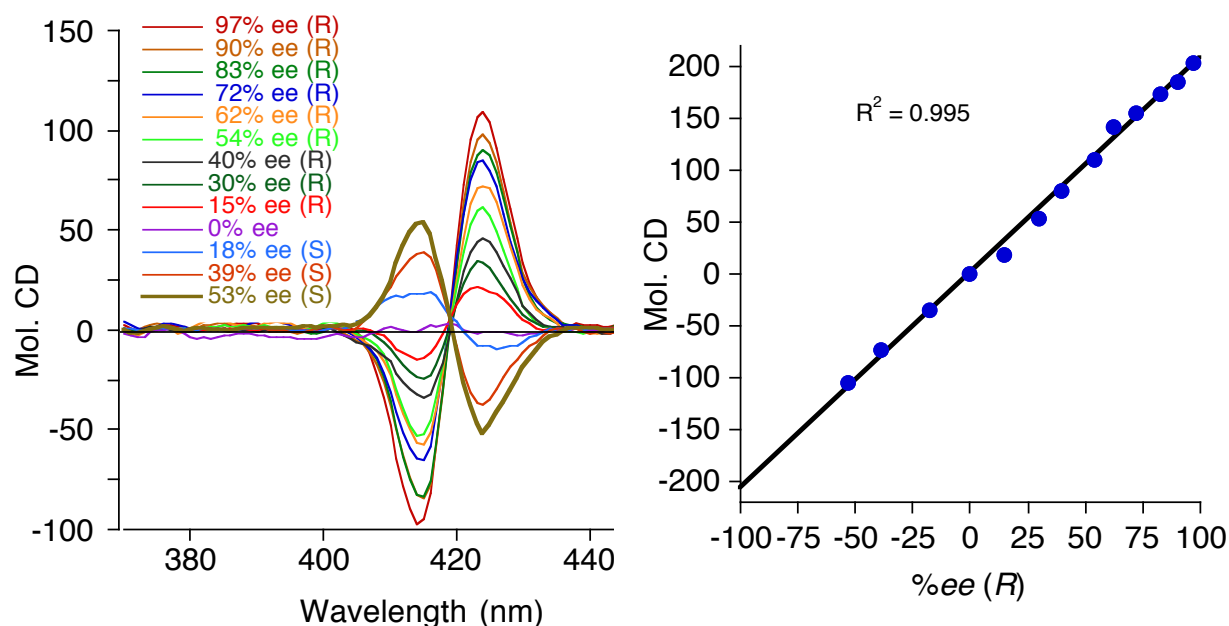 150
100
50
0
-50
-100
Mol. CD
97% ee (R)
90% ee (R)
83% ee (R)
72% ee (R)
62% ee (R)
54% ee (R)
40% ee (R)
30% ee (R)
15% ee (R)
0% ee
18% ee (S)
39% ee (S)
53% ee (S)
380 400 420 440
Wavelength (nm)
200
150
100
50
0
-50
-100
-150
-200
Mol. CD
R² = 0.995
-100 -75 -50 -25 0 25 50 75 100
%ee (R)